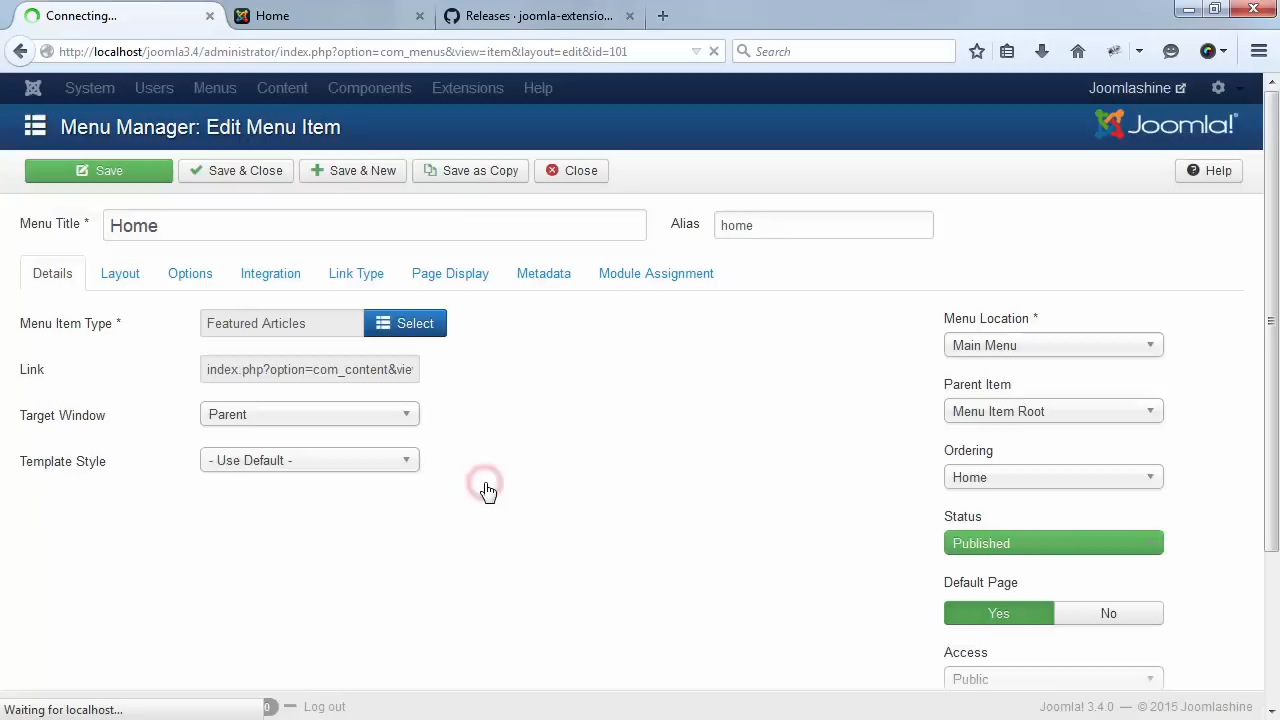 Connecting...
Home
Releases · joomla-extensio...
http://localhost/joomla3.4/administrator/index.php?option=com_menus&view=item&layout=edit&id=101
Search
System
Users
Menus
Content
Components
Extensions
Help
Joomlashine
Menu Manager: Edit Menu Item
Joomla!
Save
Save & Close
Save & New
Save as Copy
Close
Help
Menu Title *
Home
Alias
home
Details
Layout
Options
Integration
Link Type
Page Display
Metadata
Module Assignment
Menu Item Type *
Featured Articles
Select
Link
index.php?option=com_content&vie
Target Window
Parent
Template Style
- Use Default -
Menu Location *
Main Menu
Parent Item
Menu Item Root
Ordering
Home
Status
Published
Default Page
Yes
No
Access
Public
Waiting for localhost...
0
Log out
Joomla! 3.4.0 — © 2015 Joomlashine